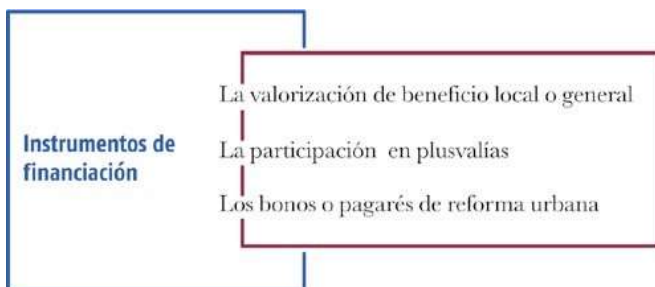 La valorización de beneficio local o general
Instrumentos de
financiación
La participación en plusvalías
Los bonos o pagarés de reforma urbana